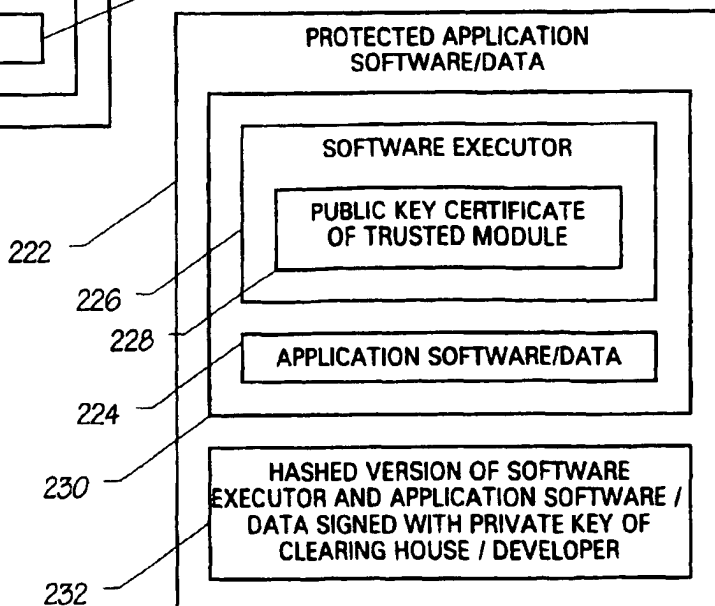 PROTECTED APPLICATION
SOFTWARE/DATA
SOFTWARE EXECUTOR
PUBLIC KEY CERTIFICATE
OF TRUSTED MODULE
222
226
228
APPLICATION SOFTWARE/DATA
224
230
HASHED VERSION OF SOFTWARE
EXECUTOR AND APPLICATION SOFTWARE /
DATA SIGNED WITH PRIVATE KEY OF
CLEARING HOUSE / DEVELOPER
232